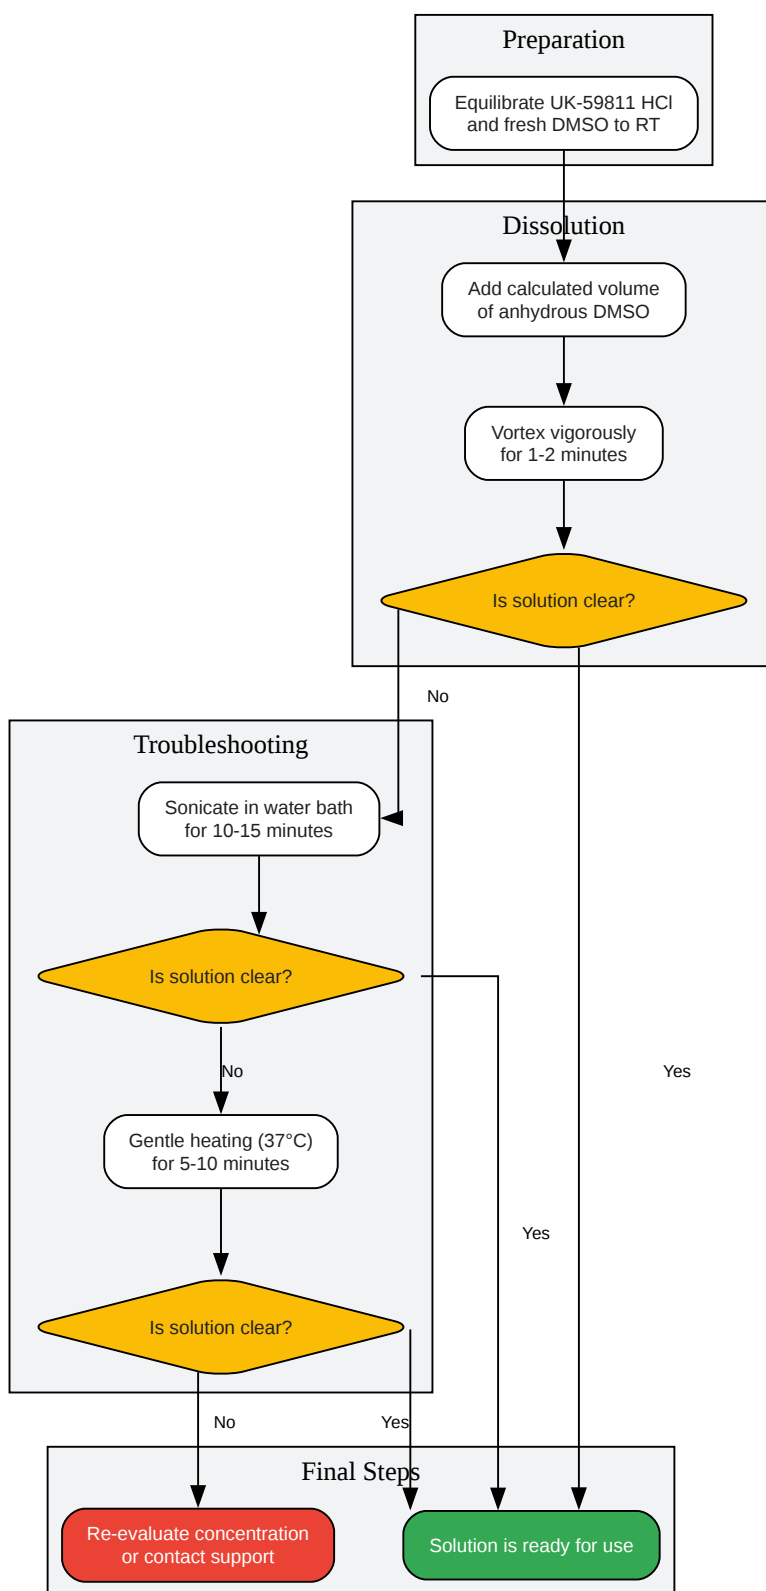 Preparation
Equilibrate UK-59811 HCl
and fresh DMSO to RT
Dissolution
Add calculated volume
of anhydrous DMSO
Vortex vigorously
for 1-2 minutes
Is solution clear?
No
Troubleshooting
Sonicate in water bath
for 10-15 minutes
Is solution clear?
No
Yes
Gentle heating (37°C)
for 5-10 minutes
Yes
Is solution clear?
No
Yes
Final Steps
Re-evaluate concentration
or contact support
Solution is ready for use